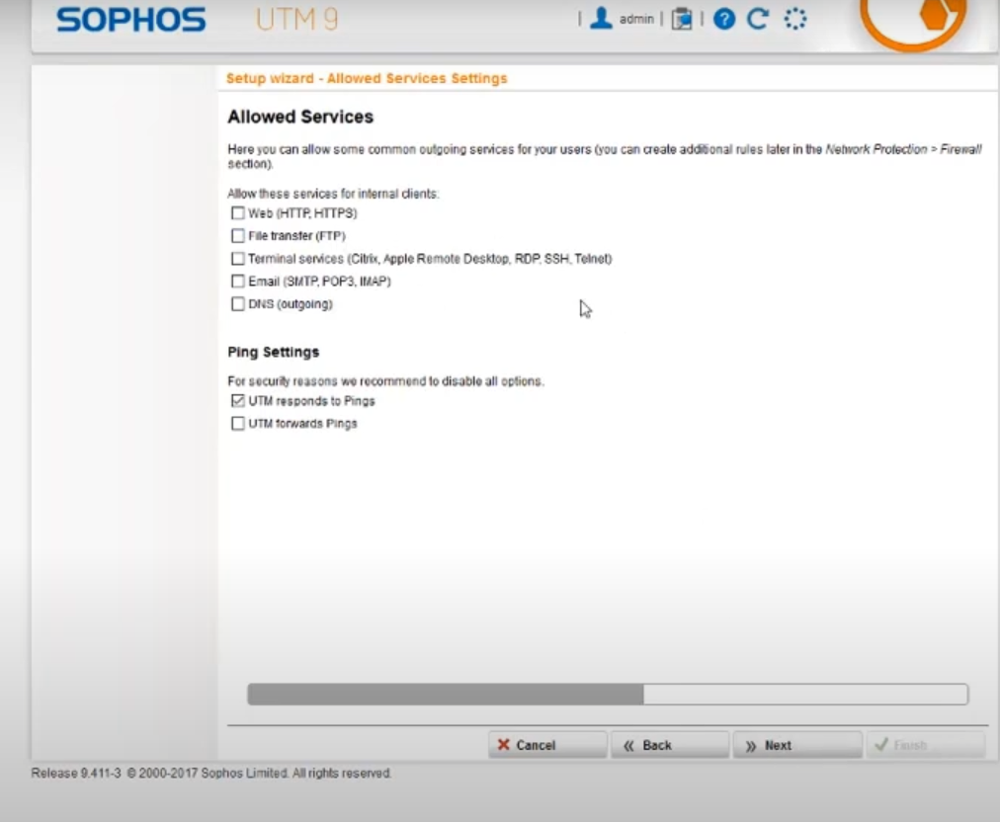 SOPHOS UTM 9
| admin | | ?
Setup wizard - Allowed Services Settings
Allowed Services
Here you can allow some common outgoing services for your users (you can create additional rules later in the Network Protection > Firewall
section).
Allow these services for internal clients:
Web (HTTP, HTTPS)
File transfer (FTP)
Terminal services (Citrix, Apple Remote Desktop, RDP, SSH, Telnet)
Email (SMTP, POP3, IMAP)
DNS (outgoing)
Ping Settings
For security reasons we recommend to disable all options.
UTM responds to Pings
UTM forwards Pings
Cancel Back Next Finish
Release 9.411-3 © 2000-2017 Sophos Limited. All rights reserved.